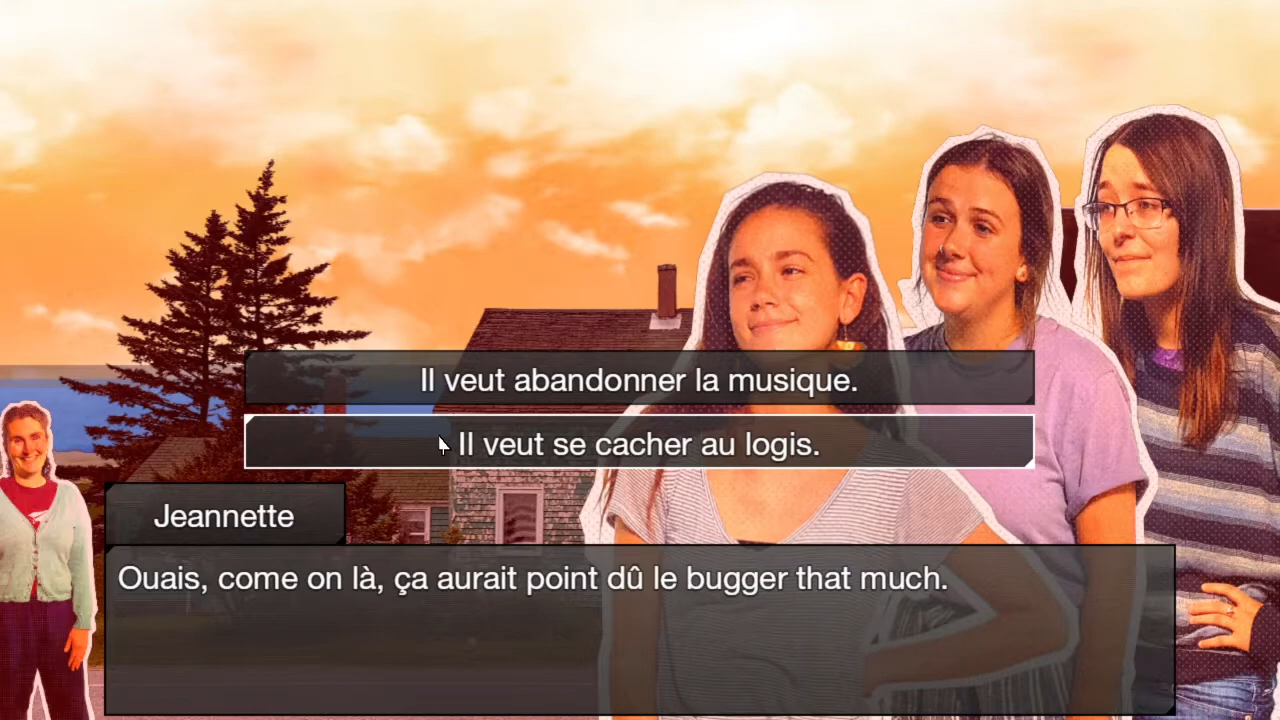 Il veut abandonner la musique.
Il veut se cacher au logis.
Jeannette
Ouais, come on là, ça aurait point dû le bugger that much.